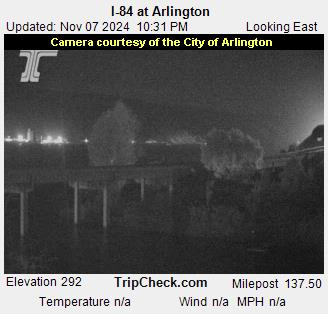 I-84 at Arlington
Updated: Nov 07 2024 10:31 PM Looking East
Camera courtesy of the City of Arlington
Elevation 292 TripCheck.com Milepost 137.50
Temperature n/a Wind n/a MPH n/a